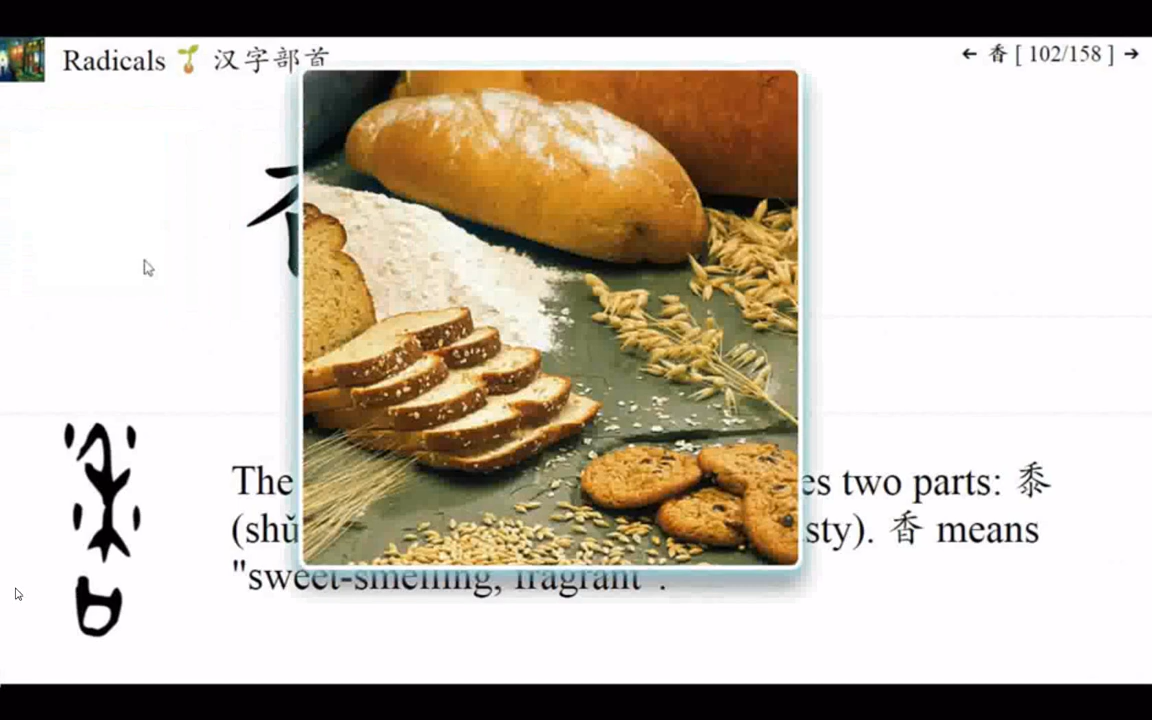 Radicals 汉字部首
← 香 [ 102/158 ] →
The es two parts: 黍
(shǔ sty). 香 means
"sweet-smelling, fragrant".